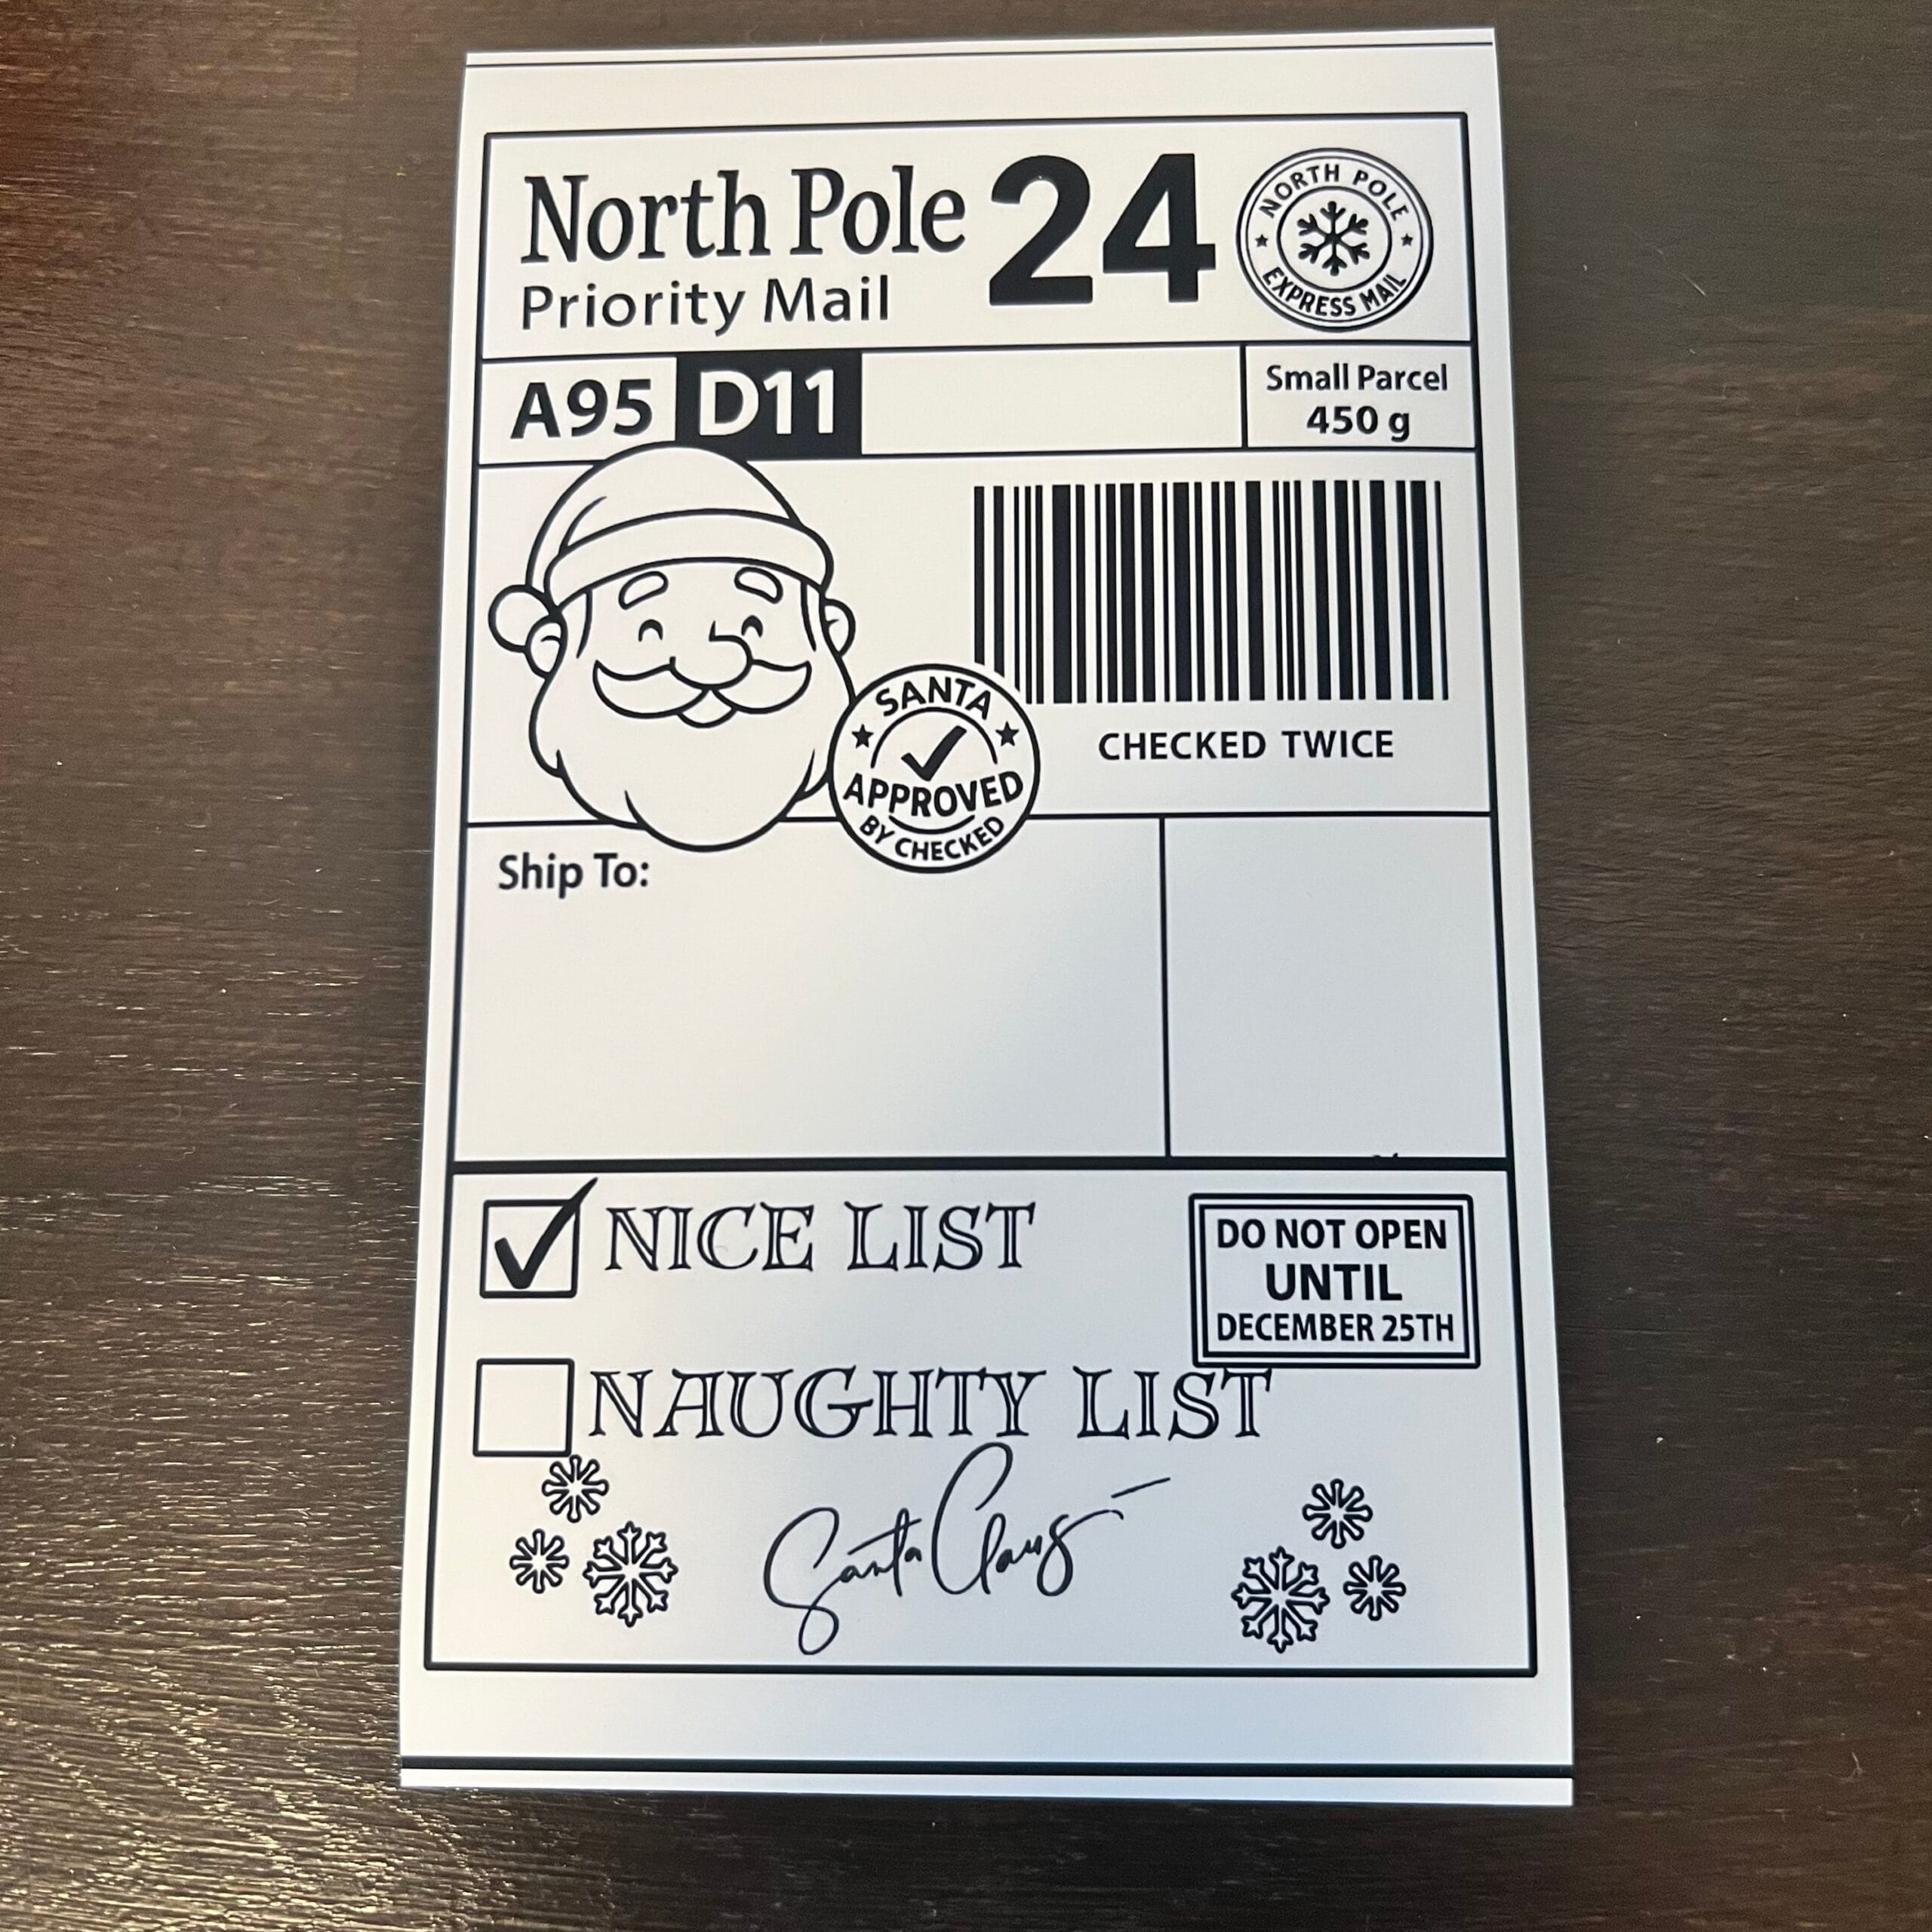 North Pole 24
Priority Mail
NORTH POLE
EXPRESS MAIL
A95 D11
Small Parcel
450 g
CHECKED TWICE
SANTA
APPROVED
BY CHECKED
Ship To:
NICE LIST
DO NOT OPEN
UNTIL
DECEMBER 25TH
NAUGHTY LIST
Santa Claus